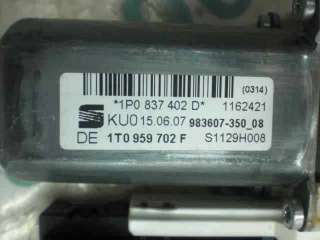 (0314)
*1P0 837 402 D* 1162421
KU0 15.06.07 983607-350_08
DE 1T0 959 702 F S1129H008